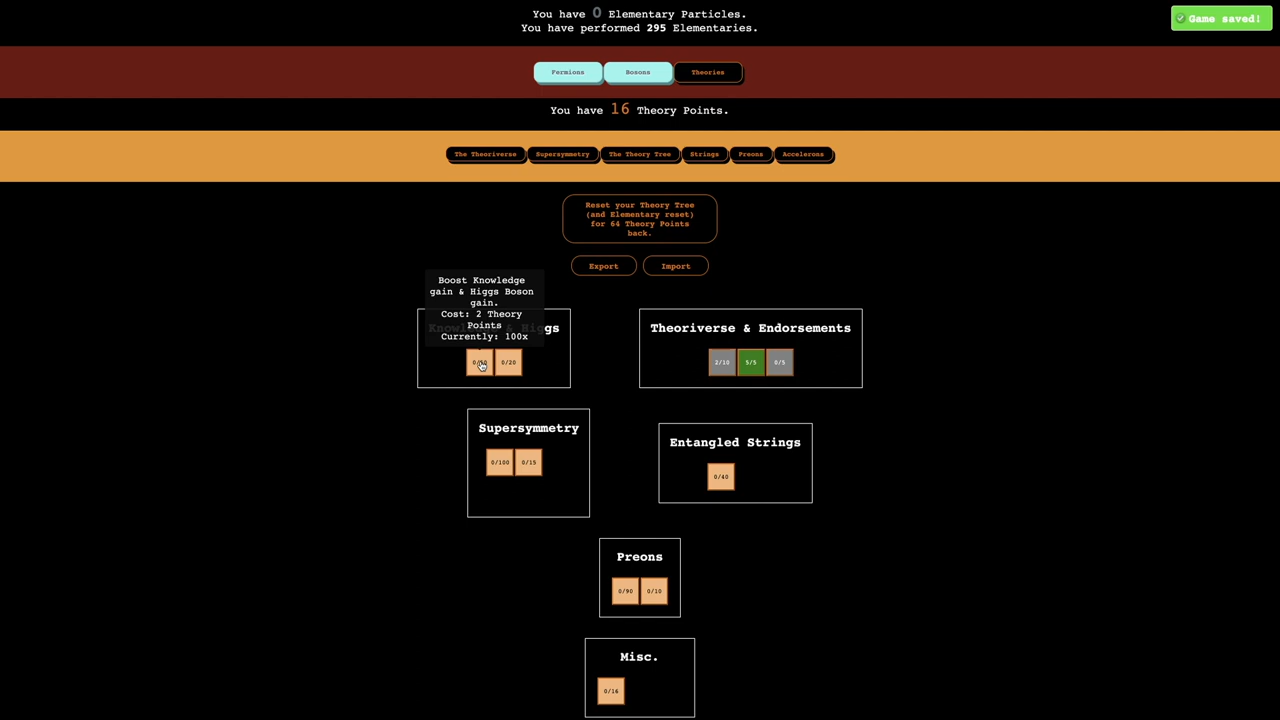 You have 0 Elementary Particles.
You have performed 295 Elementaries.
Game saved!
Fermions
Bosons
Theories
You have 16 Theory Points.
The Theoriverse
Supersymmetry
The Theory Tree
Strings
Preons
Accelerons
Reset your Theory Tree
(and Elementary reset)
for 64 Theory Points
back.
Export
Import
Boost Knowledge
gain & Higgs Boson
gain.
Cost: 2 Theory
Points
Currently: 100x
0/20
Theoriverse & Endorsements
2/10
5/5
0/5
Supersymmetry
0/100
0/15
Entangled Strings
0/40
Preons
0/90
0/10
Misc.
0/16